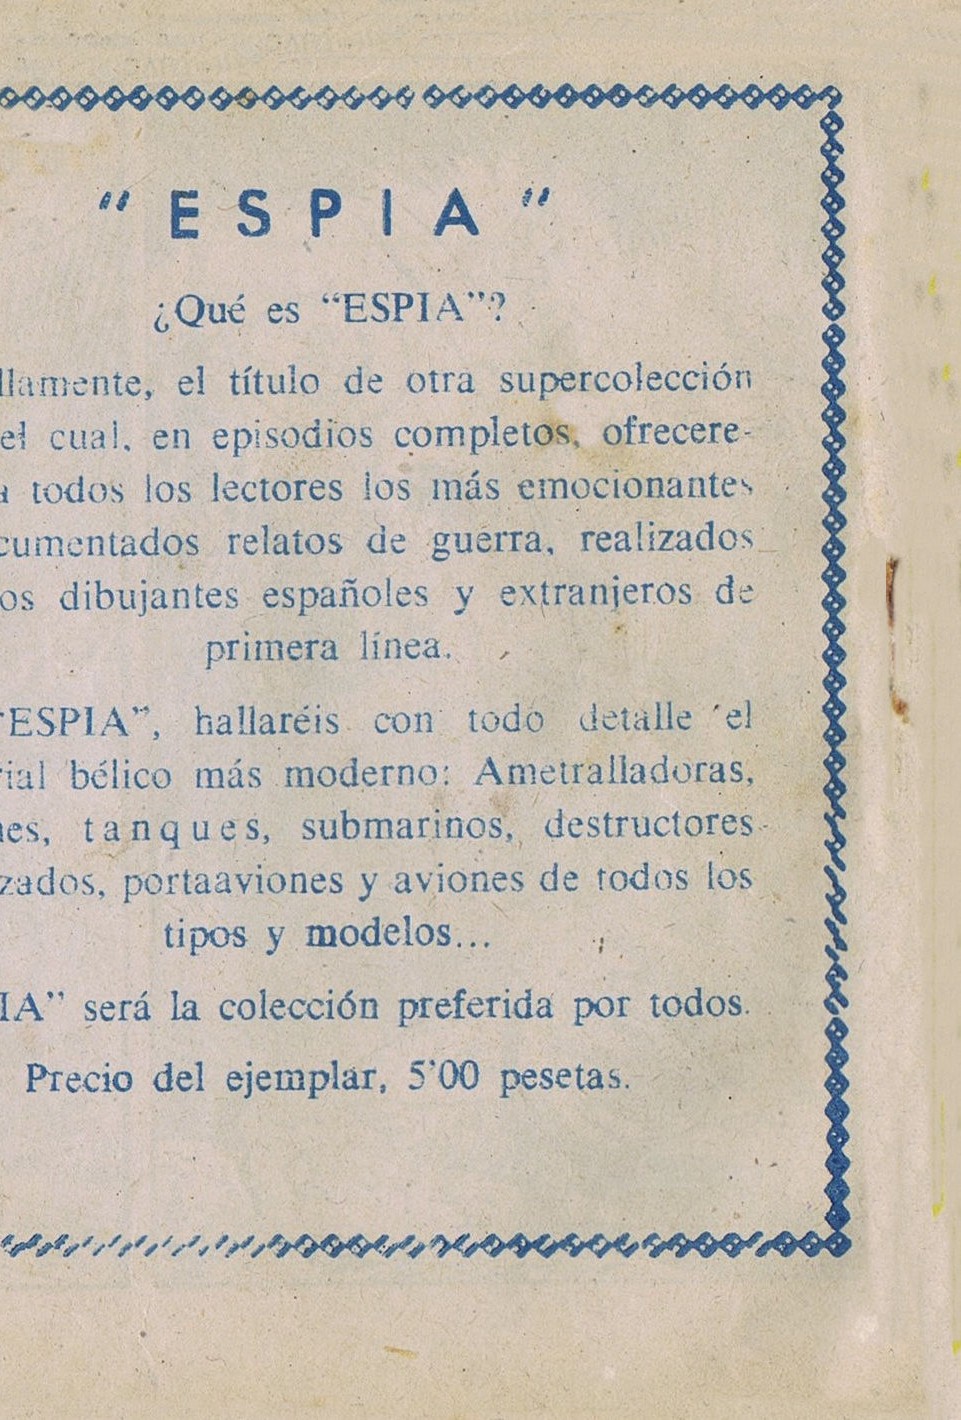 "ESPIA"
¿Qué es "ESPIA"?
llamente, el título de otra supercolección
el cual, en episodios completos, ofrecere-
a todos los lectores los más emocionantes
cumentados relatos de guerra, realizados
os dibujantes españoles y extranjeros de
primera línea.
"ESPIA", hallaréis con todo detalle el
rial bélico más moderno: Ametralladoras,
nes, tanques, submarinos, destructores
zados, portaaviones y aviones de todos los
tipos y modelos...
IA" será la colección preferida por todos.
Precio del ejemplar, 5'00 pesetas.